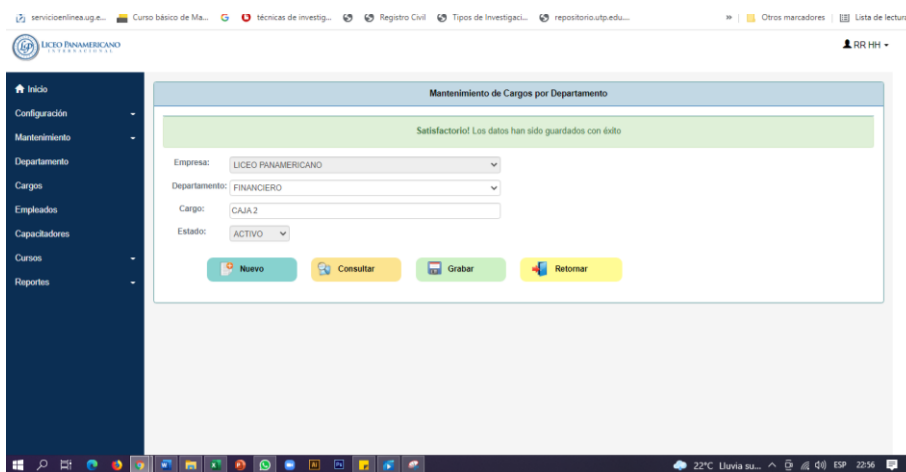 servicioenlinea.ug.e... Curso básico de Ma... técnicas de investig... Registro Civil Tipos de Investigaci... repositorio.utp.edu.... » Otros marcadores Lista de lectura
LICEO PANAMERICANO
INTERNACIONAL
RR HH
Inicio
Configuración
Mantenimiento
Departamento
Cargos
Empleados
Capacitadores
Cursos
Reportes
Mantenimiento de Cargos por Departamento
Satisfactorio! Los datos han sido guardados con éxito
Empresa: LICEO PANAMERICANO
Departamento: FINANCIERO
Cargo: CAJA 2
Estado: ACTIVO
Nuevo Consultar Grabar Retornar
22°C Lluvia su... ESP 22:56